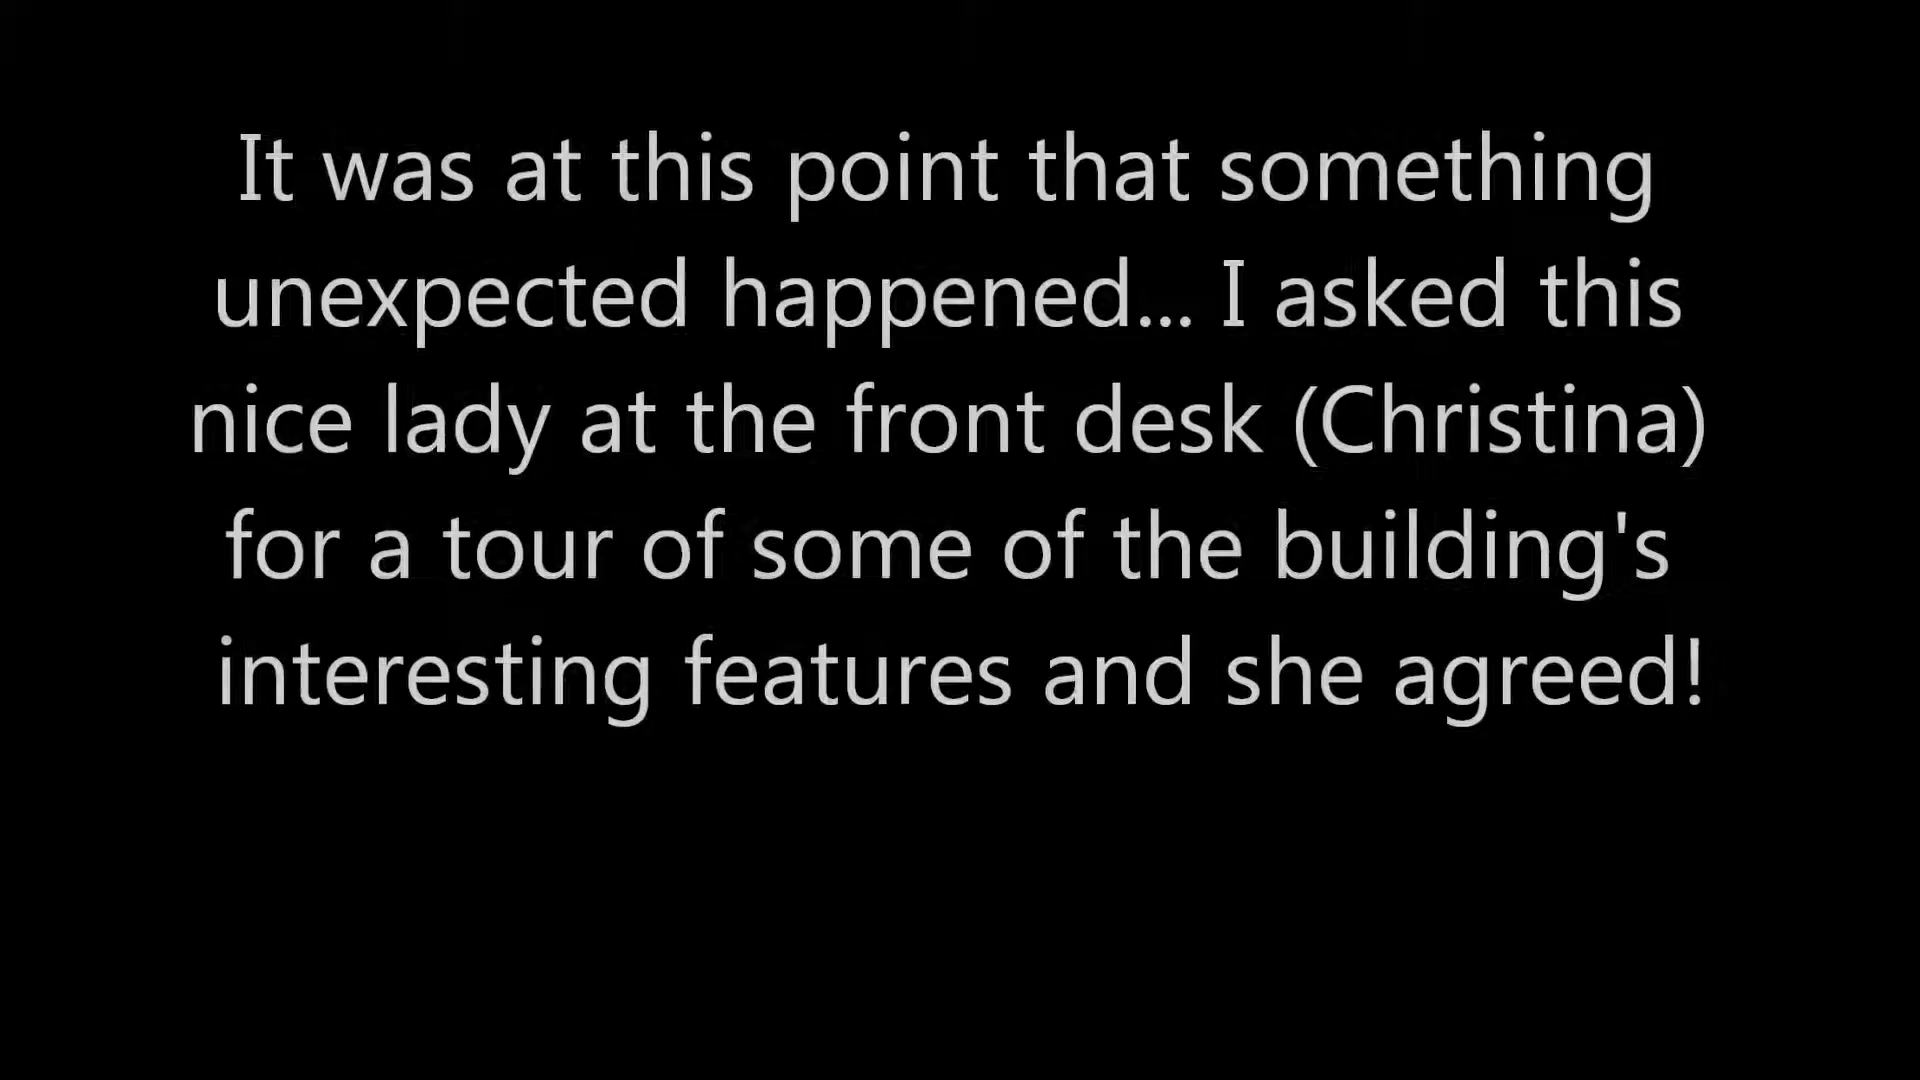 It was at this point that something
unexpected happened... I asked this
nice lady at the front desk (Christina)
for a tour of some of the building's
interesting features and she agreed!